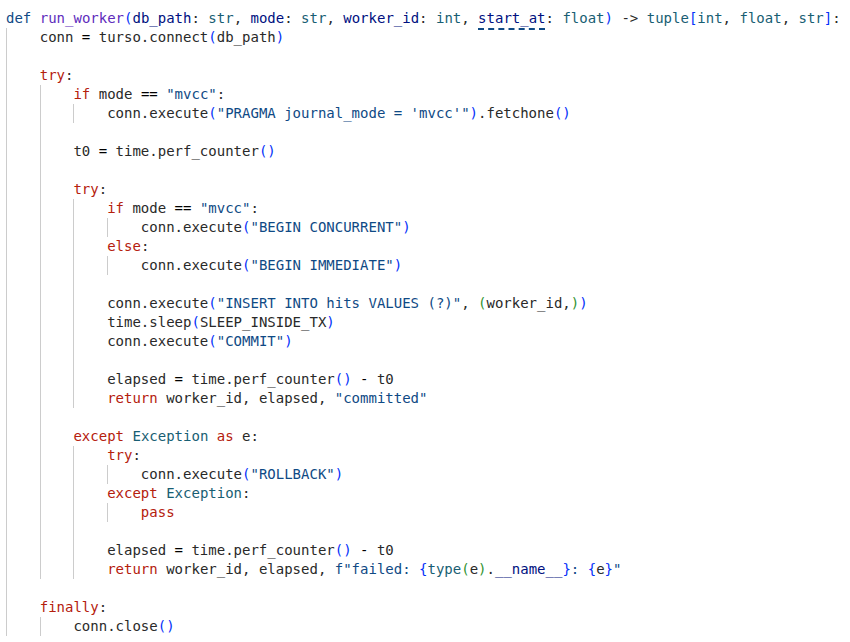 def run_worker(db_path: str, mode: str, worker_id: int, start_at: float) -> tuple[int, float, str]:
    conn = turso.connect(db_path)

    try:
        if mode == "mvcc":
            conn.execute("PRAGMA journal_mode = 'mvcc'").fetchone()

        t0 = time.perf_counter()

        try:
            if mode == "mvcc":
                conn.execute("BEGIN CONCURRENT")
            else:
                conn.execute("BEGIN IMMEDIATE")

            conn.execute("INSERT INTO hits VALUES (?)", (worker_id,))
            time.sleep(SLEEP_INSIDE_TX)
            conn.execute("COMMIT")

            elapsed = time.perf_counter() - t0
            return worker_id, elapsed, "committed"

        except Exception as e:
            try:
                conn.execute("ROLLBACK")
            except Exception:
                pass

            elapsed = time.perf_counter() - t0
            return worker_id, elapsed, f"failed: {type(e).__name__}: {e}"

    finally:
        conn.close()